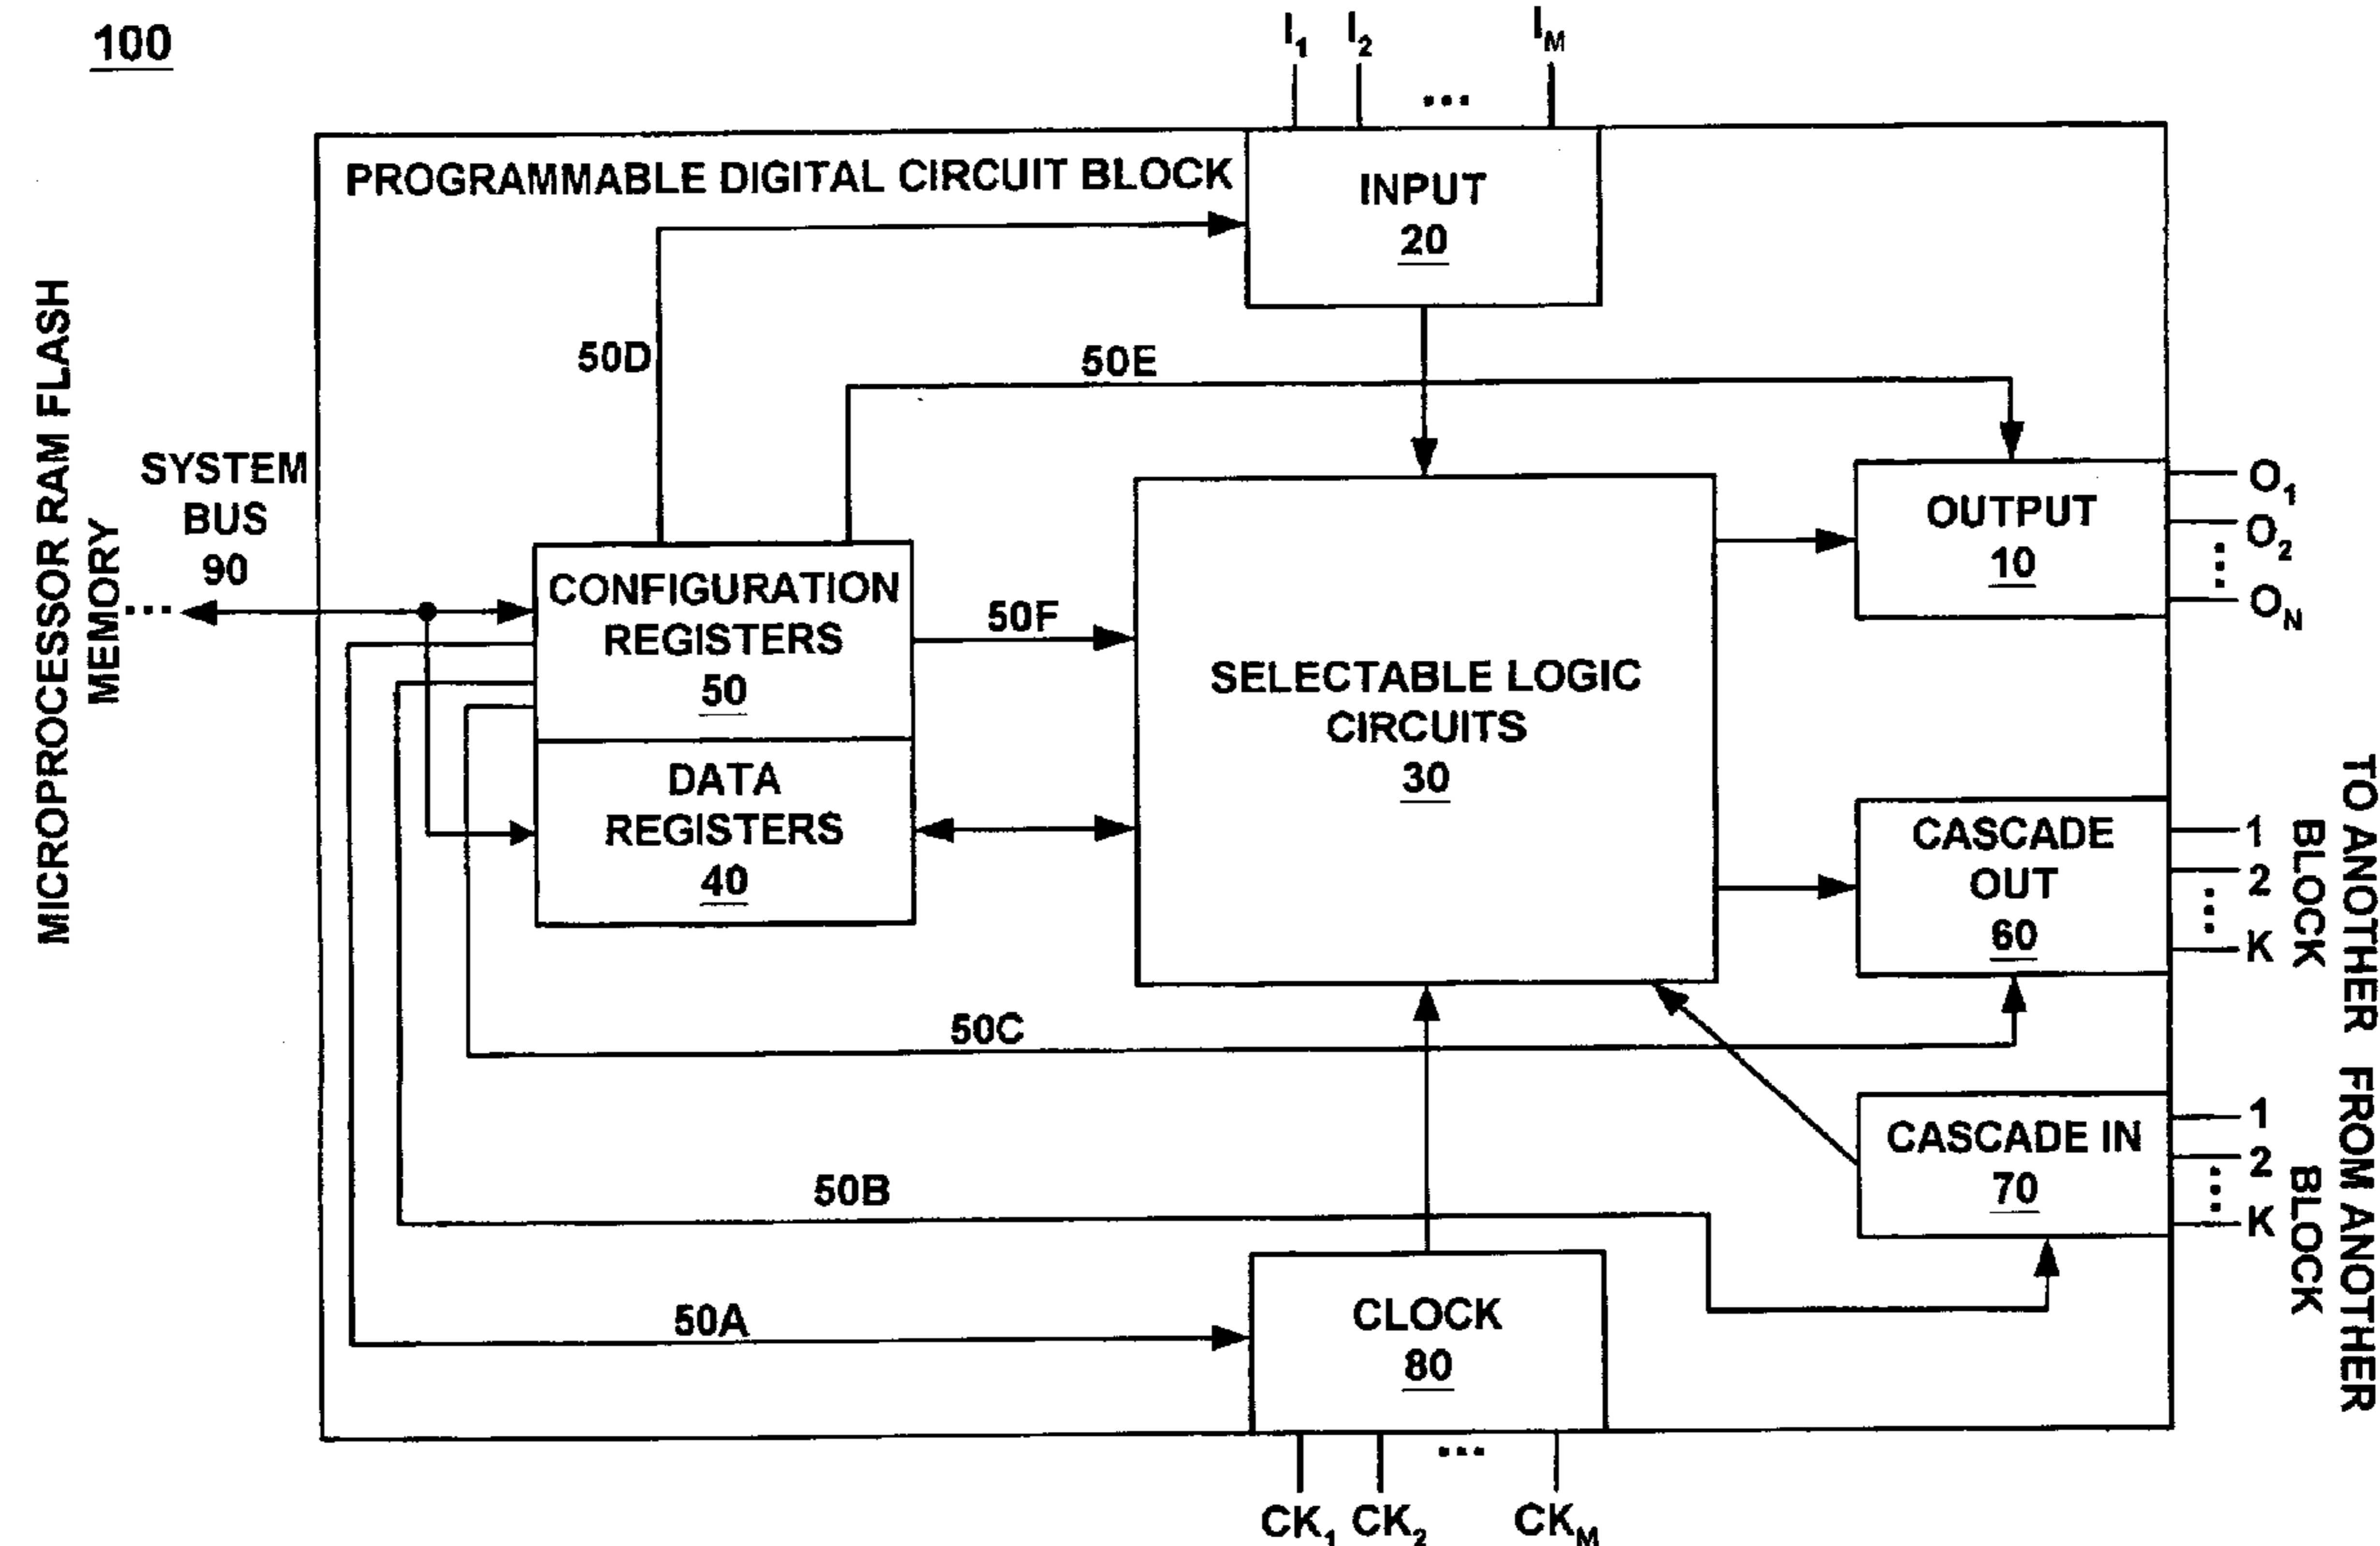 100
I1 I2 ... IM
PROGRAMMABLE DIGITAL CIRCUIT BLOCK
INPUT
20
50D
50E
MICROPROCESSOR RAM FLASH
MEMORY
SYSTEM
BUS
90
...
CONFIGURATION
REGISTERS
50
50F
DATA
REGISTERS
40
SELECTABLE LOGIC
CIRCUITS
30
OUTPUT
10
O1
O2
...
ON
CASCADE
OUT
60
1
2
...
K
TO ANOTHER
BLOCK
50C
CASCADE IN
70
1
2
...
K
FROM ANOTHER
BLOCK
50B
50A
CLOCK
80
CK1 CK2 ... CKM